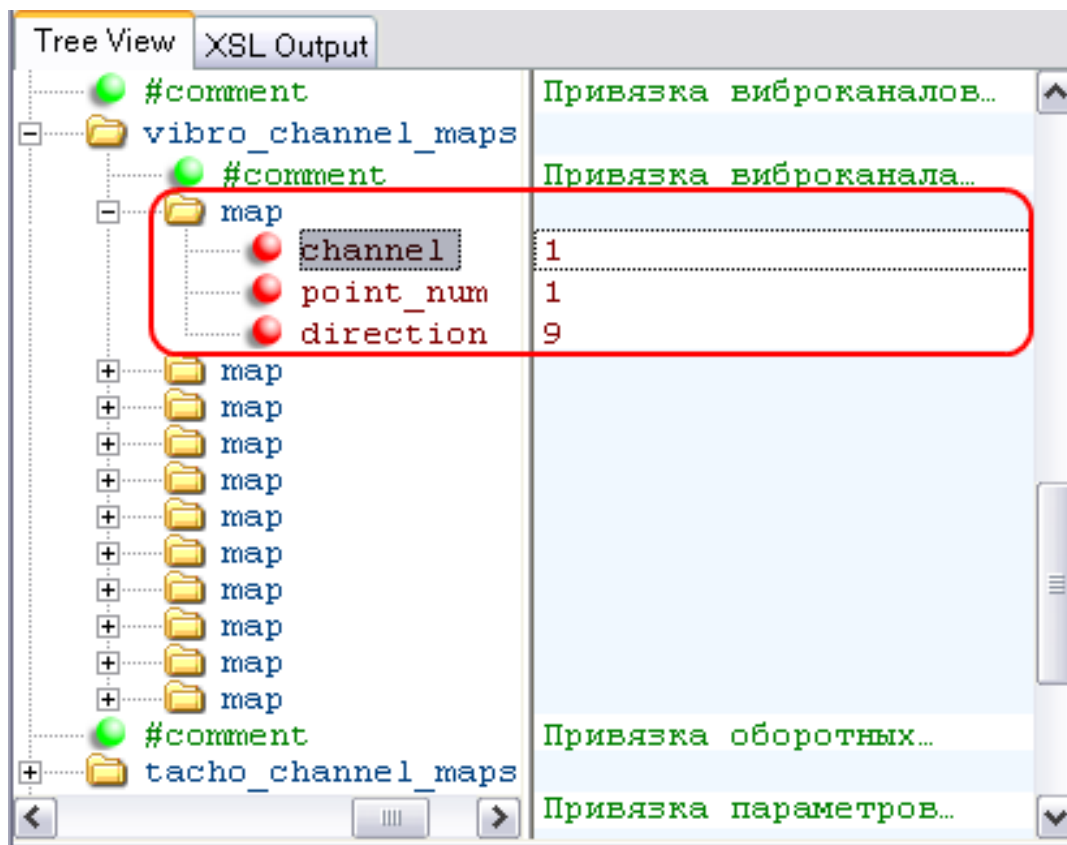 Tree View XSL Output
#comment Привязка виброканалов…
vibro_channel_maps
#comment Привязка виброканала…
map
channel 1
point_num 1
direction 9
map
map
map
map
map
map
map
map
map
map
#comment Привязка оборотных…
tacho_channel_maps
Привязка параметров…